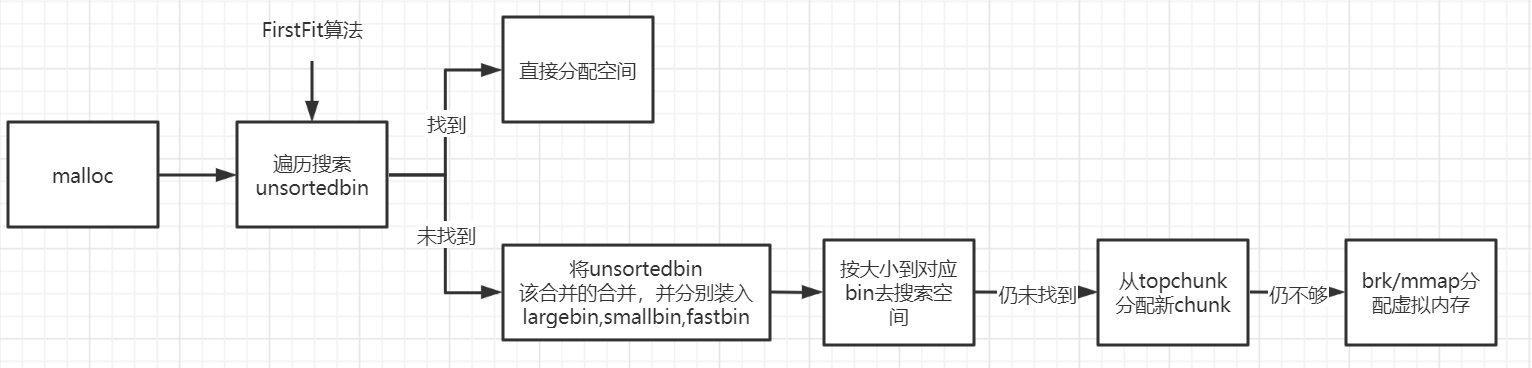 FirstFit算法
直接分配空间
找到
malloc
遍历搜索
unsortedbin
未找到
将unsortedbin
该合并的合并，并分别装入
largebin,smallbin,fastbin
按大小到对应
bin去搜索空
间
仍未找到
从topchunk
分配新chunk
仍不够
brk/mmap分
配虚拟内存